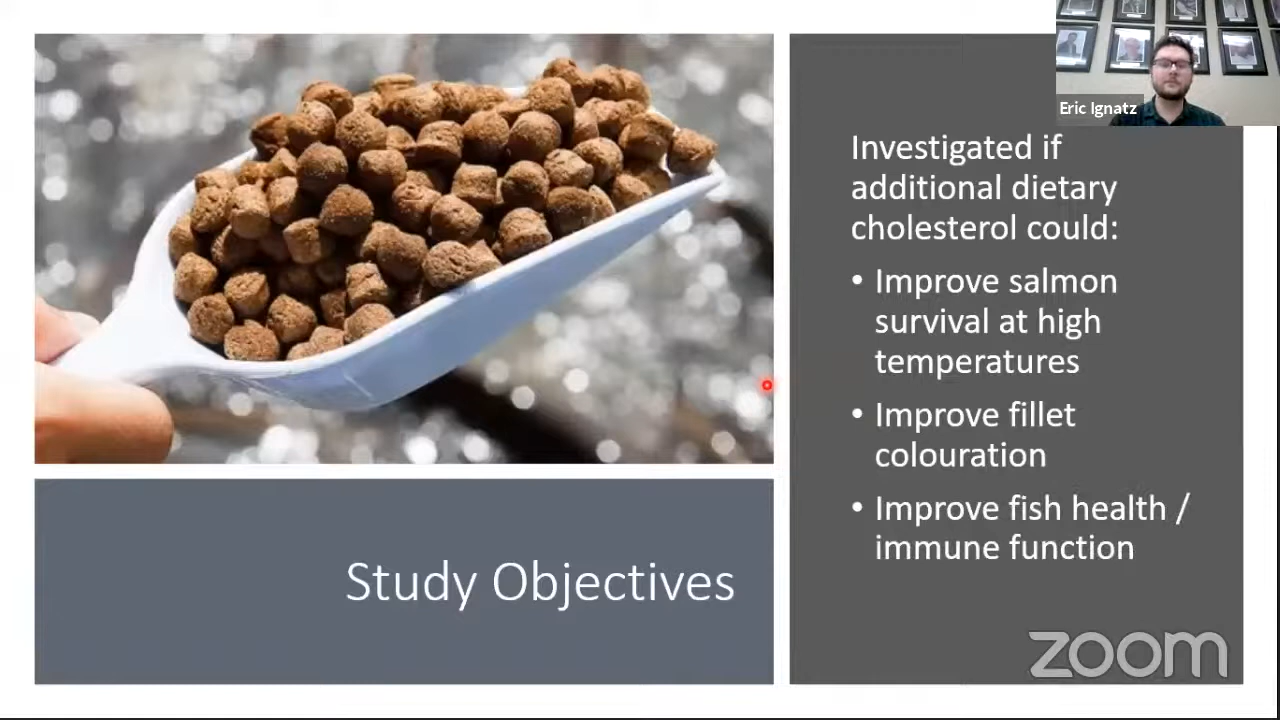 Eric Ignatz
Investigated if
additional dietary
cholesterol could:
• Improve salmon
survival at high
temperatures
• Improve fillet
colouration
• Improve fish health /
immune function
Study Objectives
zoom